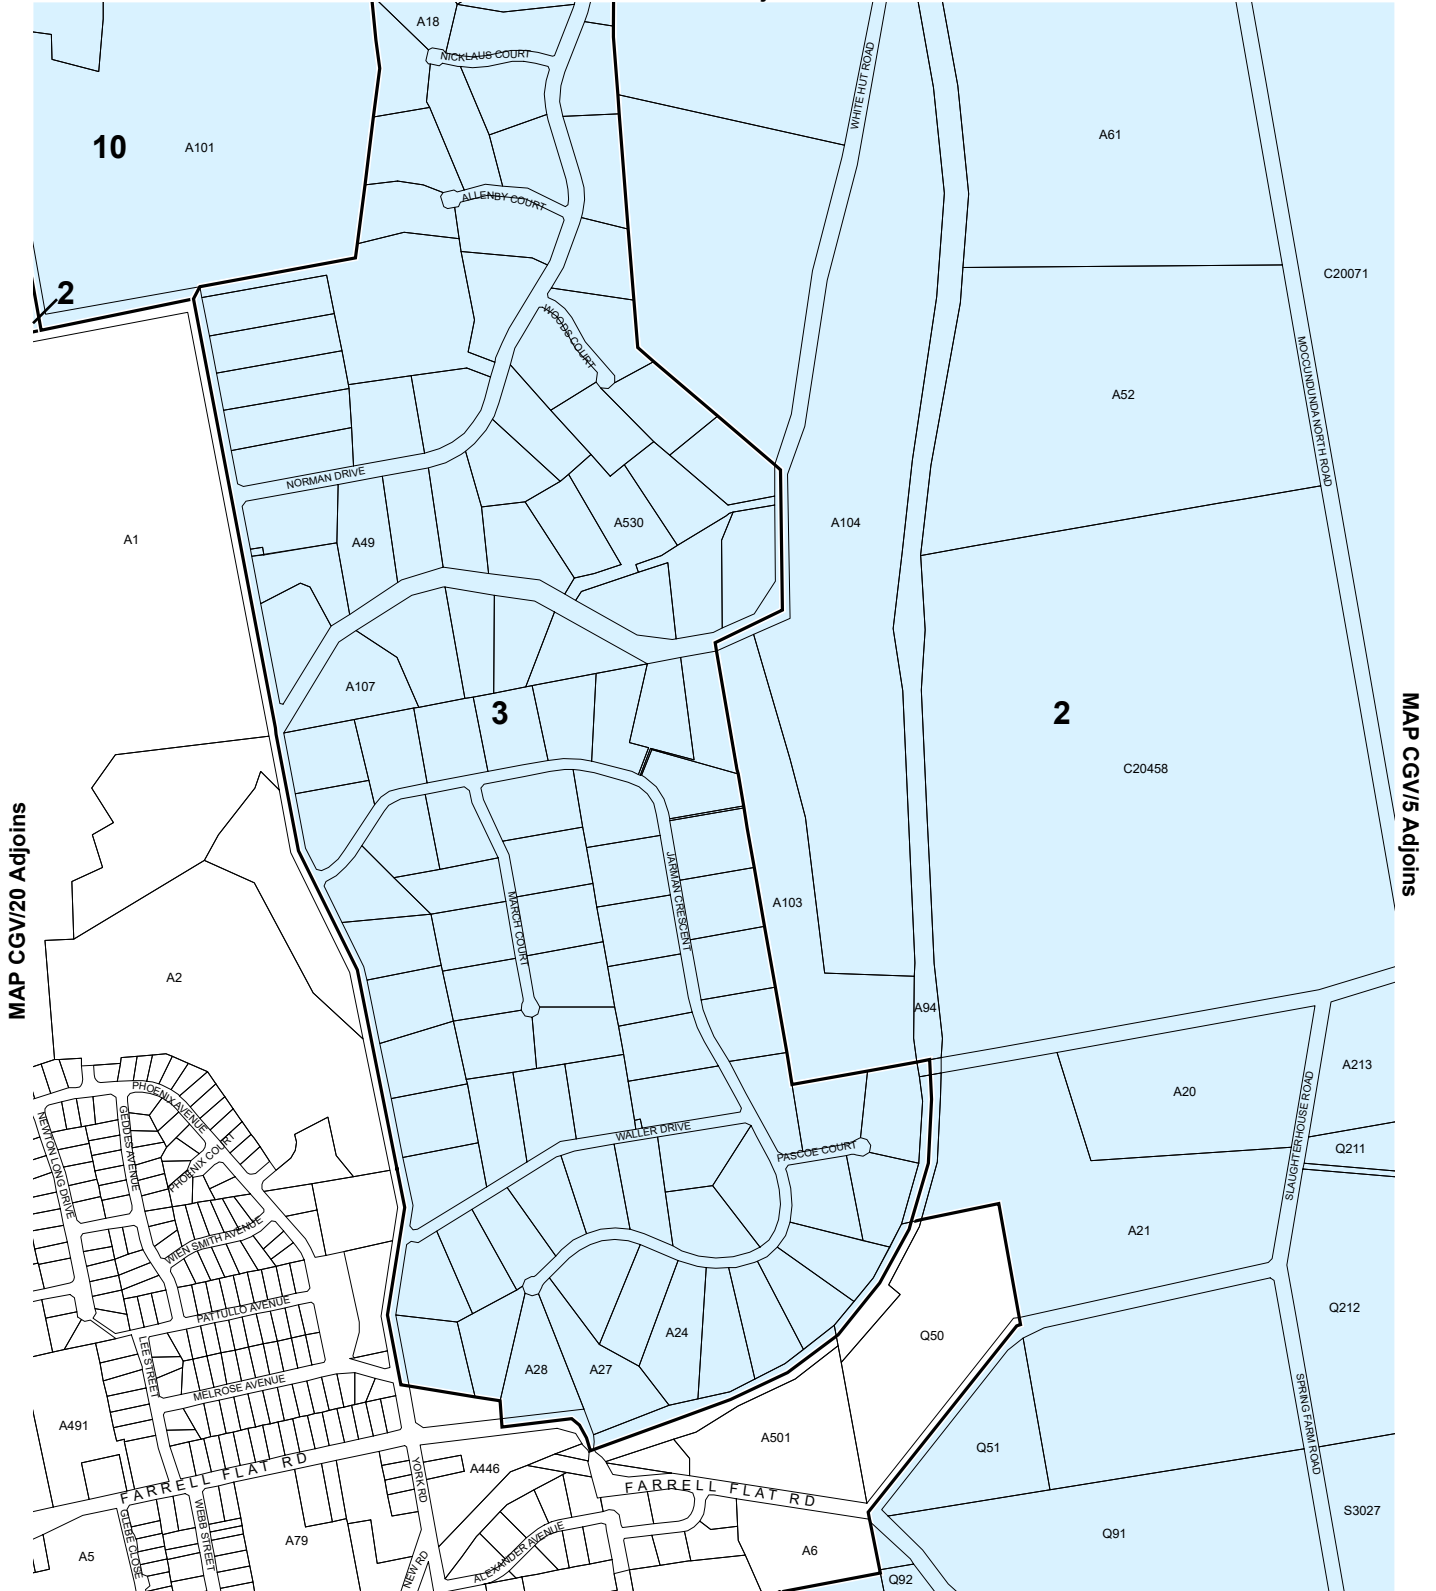 A18
NICKLAUS COURT
WHITE HUT ROAD
A61
10
A101
ALLENBY COURT
C20071
2
WOODS COURT
MOCCUNDUNDA NORTH ROAD
A52
NORMAN DRIVE
A530
A104
A1
A49
A107
3
2
MAP CGV/5 Adjoins
C20458
MAP CGV/20 Adjoins
JARMAN CRESCENT
MARCH COURT
A103
A2
A94
A213
A20
SLAUGHTERHOUSE ROAD
PHOENIX AVENUE
NEWTON LONG DRIVE
GEDDES AVENUE
WALLER DRIVE
PASCOE COURT
Q211
PHOENIX COURT
A21
WIEN SMITH AVENUE
PATTULLO AVENUE
Q212
A24
Q50
LEE STREET
A28
A27
MELROSE AVENUE
SPRING FARM ROAD
A491
A501
Q51
FARRELL FLAT RD
YORK RD
A446
FARRELL FLAT RD
S3027
GLEBE CLOSE
WEBB STREET
A79
Q91
ALEXANDER AVENUE
A6
A5
NEW RD
Q92